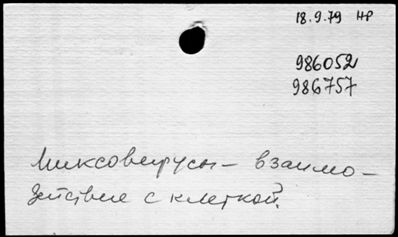 18.9.79 НР
986052
986757
Миксовирусы – взаимо-
действие с клеткой.